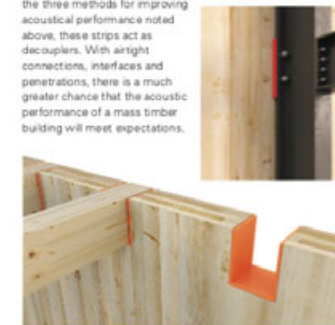 the three methods for improving
acoustical performance noted
above, these strips act as
decouplers. With airtight
connections, interfaces and
penetrations, there is a much
greater chance that the acoustic
performance of a mass timber
building will meet expectations.